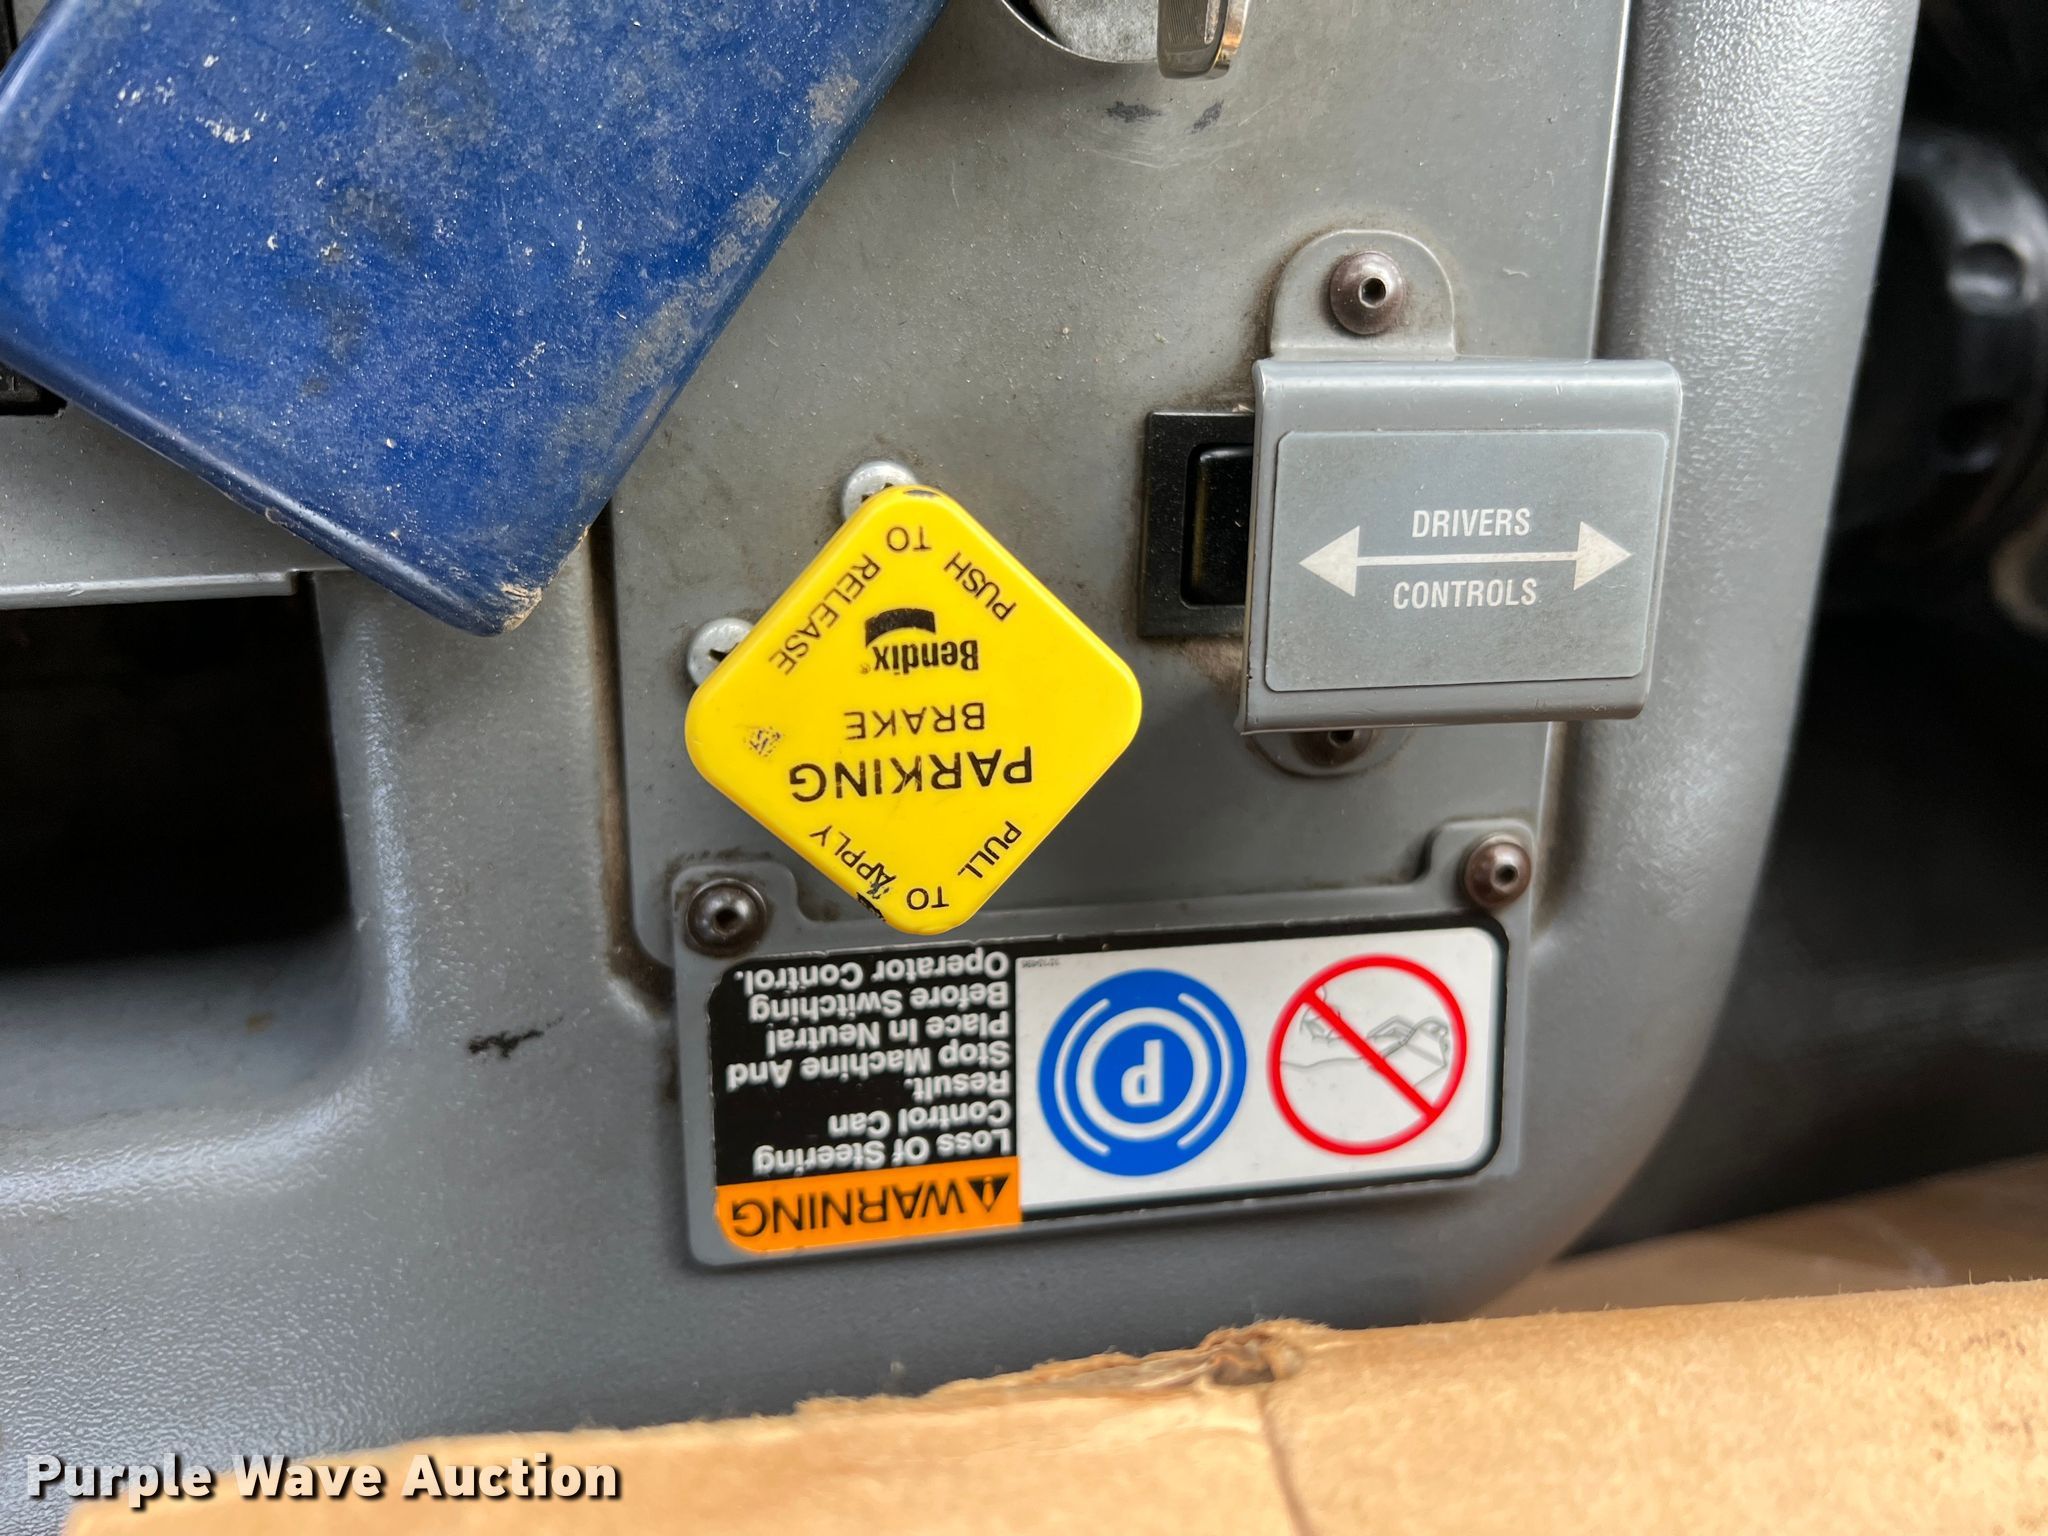 DRIVERS
CONTROLS
PUSH TO RELEASE
Bendix®
PARKING
BRAKE
PULL TO APPLY
WARNING
Loss Of Steering
Control Can
Result.
Stop Machine And
Place In Neutral
Before Switching
Operator Control.
P
Purple Wave Auction